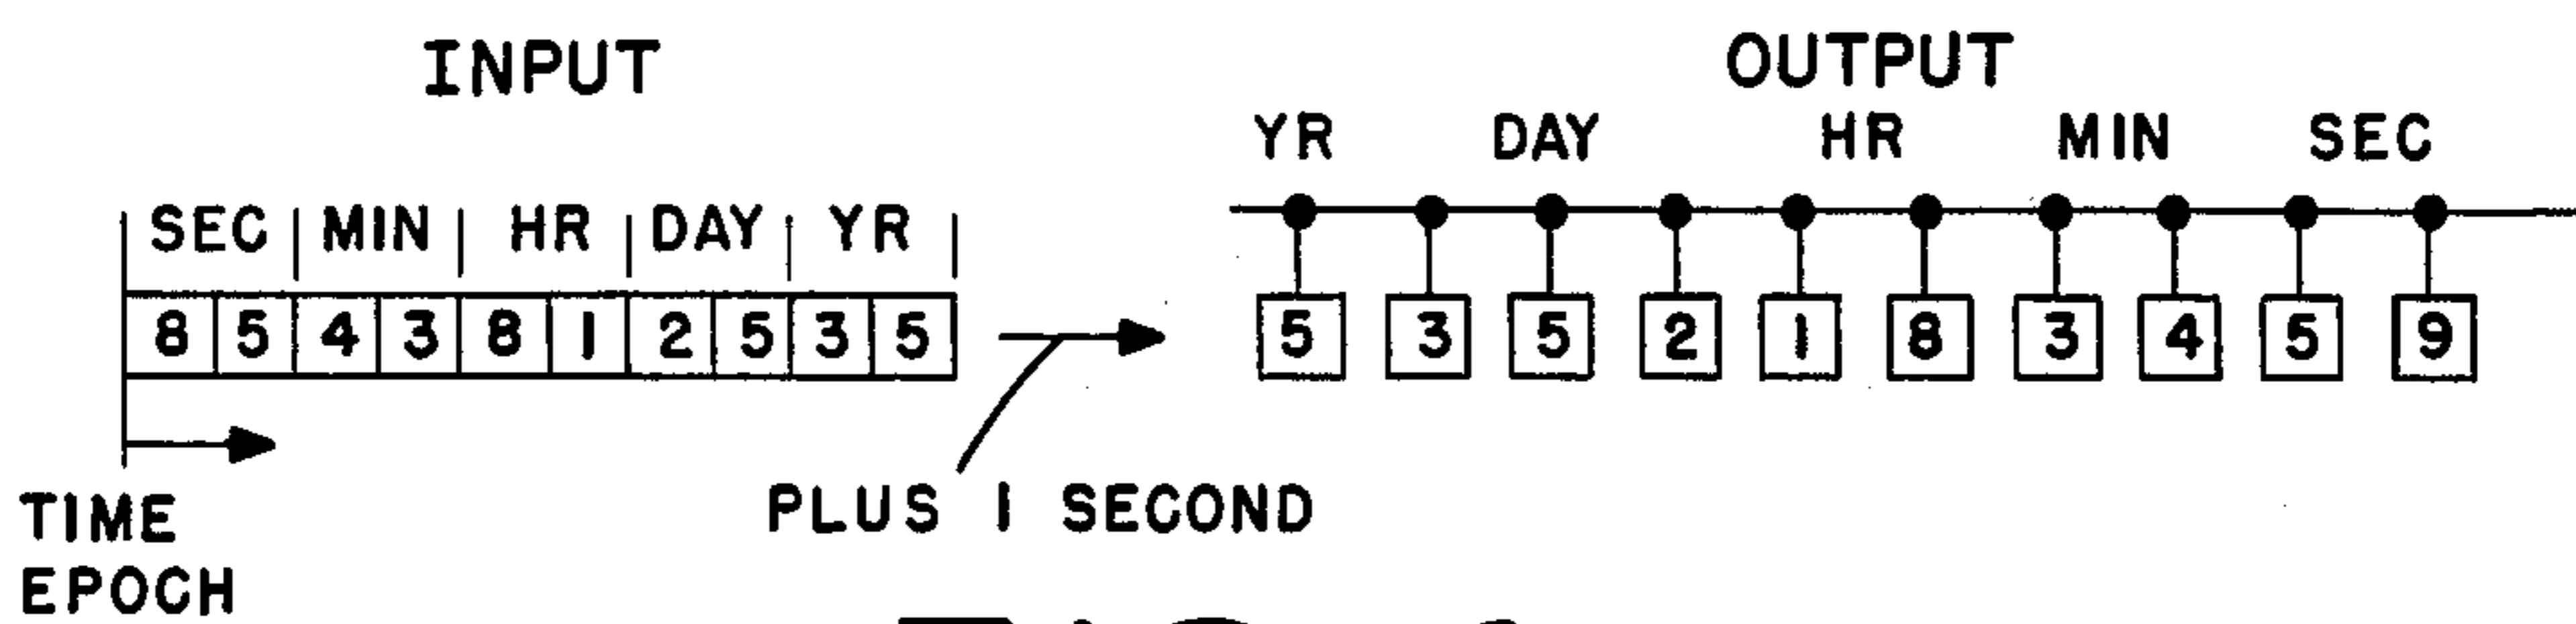 INPUT
SEC MIN HR DAY YR
8 5 4 3 8 1 2 5 3 5
TIME
EPOCH
PLUS 1 SECOND
OUTPUT
YR DAY HR MIN SEC
5 3 5 2 1 8 3 4 5 9